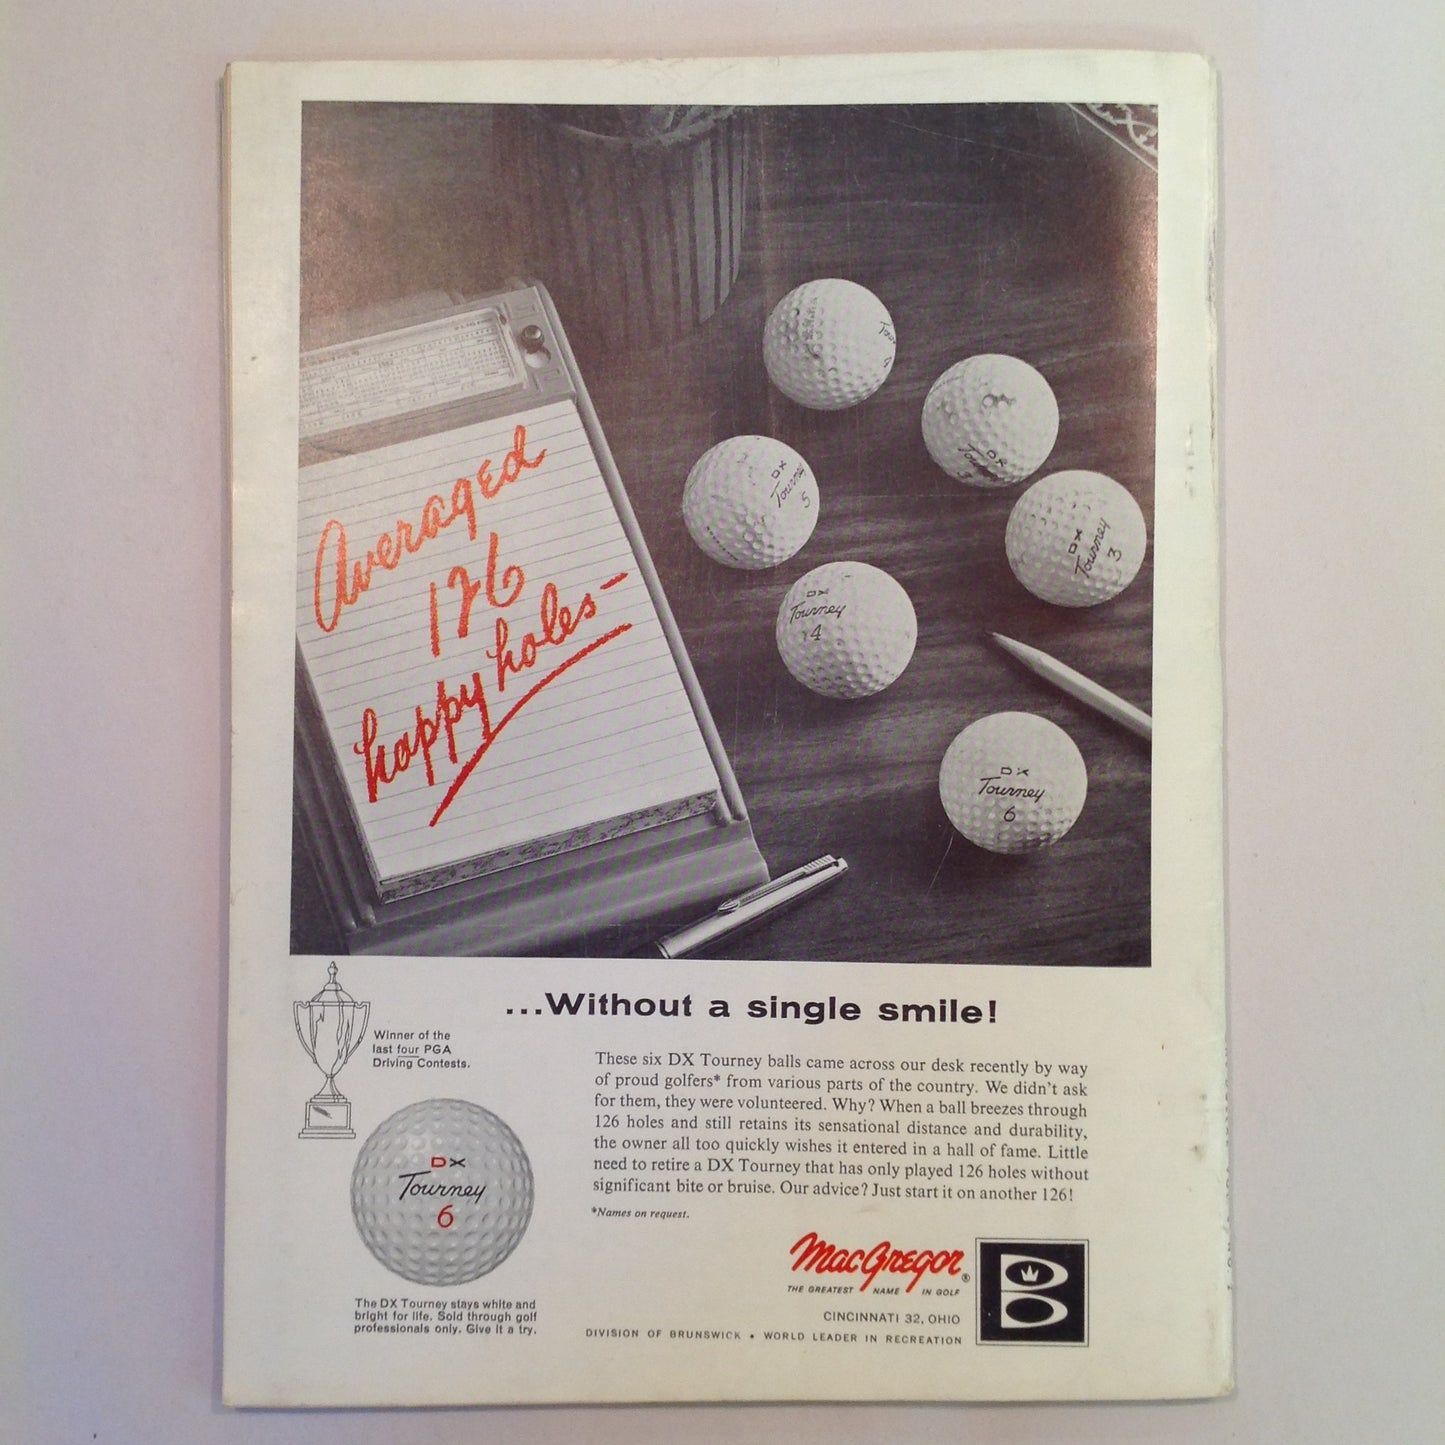 Averaged
126
happy holes—
Tour
4
DX
Tourney
3
DX
Tourney
5
DX
Tourney
3
DX
Tourney
4
DX
Tourney
6
...Without a single smile!
Winner of the
last four PGA
Driving Contests.
These six DX Tourney balls came across our desk recently by way
of proud golfers* from various parts of the country. We didn't ask
for them, they were volunteered. Why? When a ball breezes through
126 holes and still retains its sensational distance and durability,
the owner all too quickly wishes it entered in a hall of fame. Little
need to retire a DX Tourney that has only played 126 holes without
significant bite or bruise. Our advice? Just start it on another 126!
*Names on request.
DX
Tourney
6
The DX Tourney stays white and
bright for life. Sold through golf
professionals only. Give it a try.
MacGregor®
THE GREATEST NAME IN GOLF
CINCINNATI 32, OHIO
DIVISION OF BRUNSWICK • WORLD LEADER IN RECREATION
B